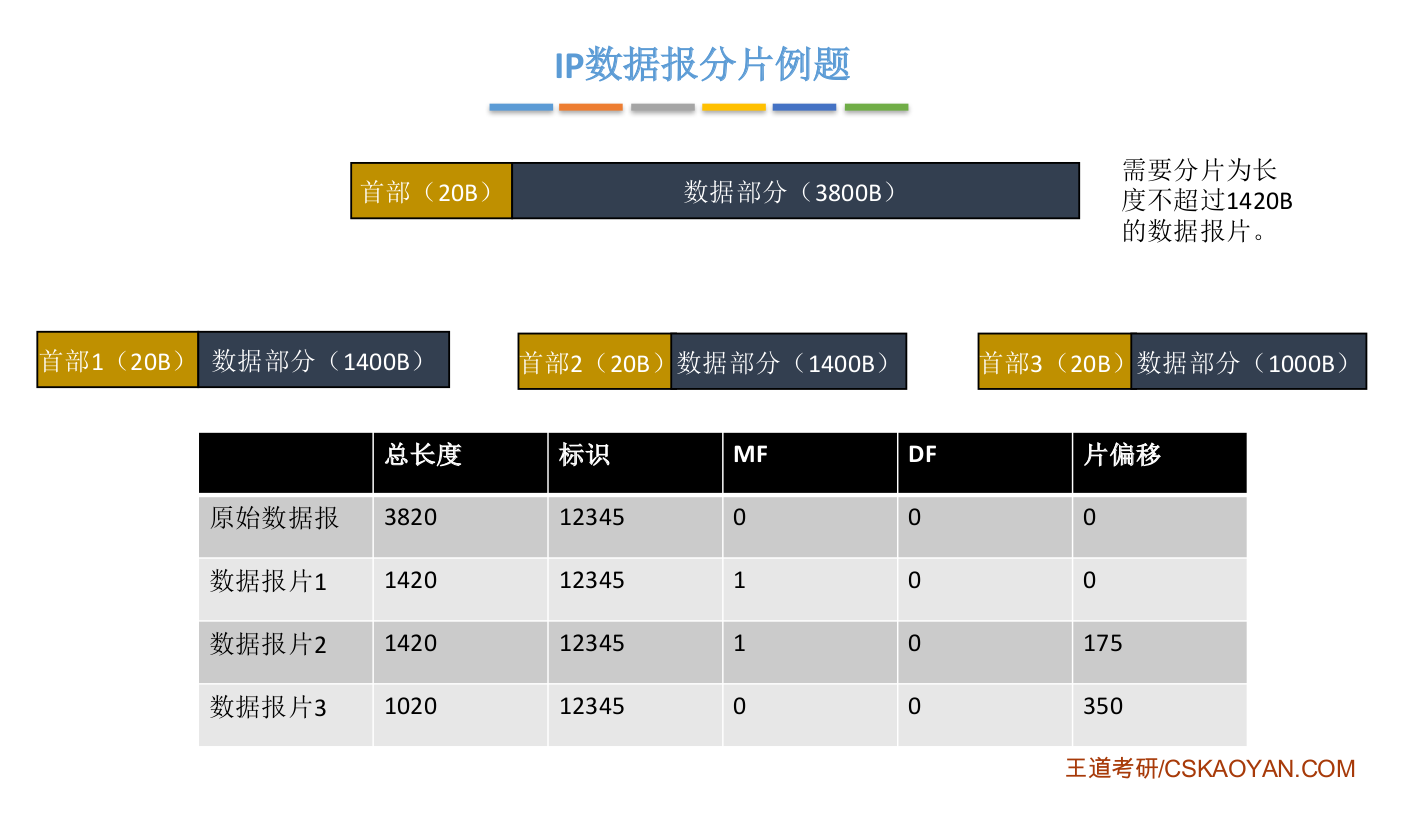 IP数据报分片例题
首部（20B）
数据部分（3800B）
需要分片为长
度不超过1420B
的数据报片。
首部1（20B）
数据部分（1400B）
首部2（20B）
数据部分（1400B）
首部3（20B）
数据部分（1000B）
总长度 标识 MF DF 片偏移
原始数据报 3820 12345 0 0 0
数据报片1 1420 12345 1 0 0
数据报片2 1420 12345 1 0 175
数据报片3 1020 12345 0 0 350
王道考研/CSKAOYAN.COM